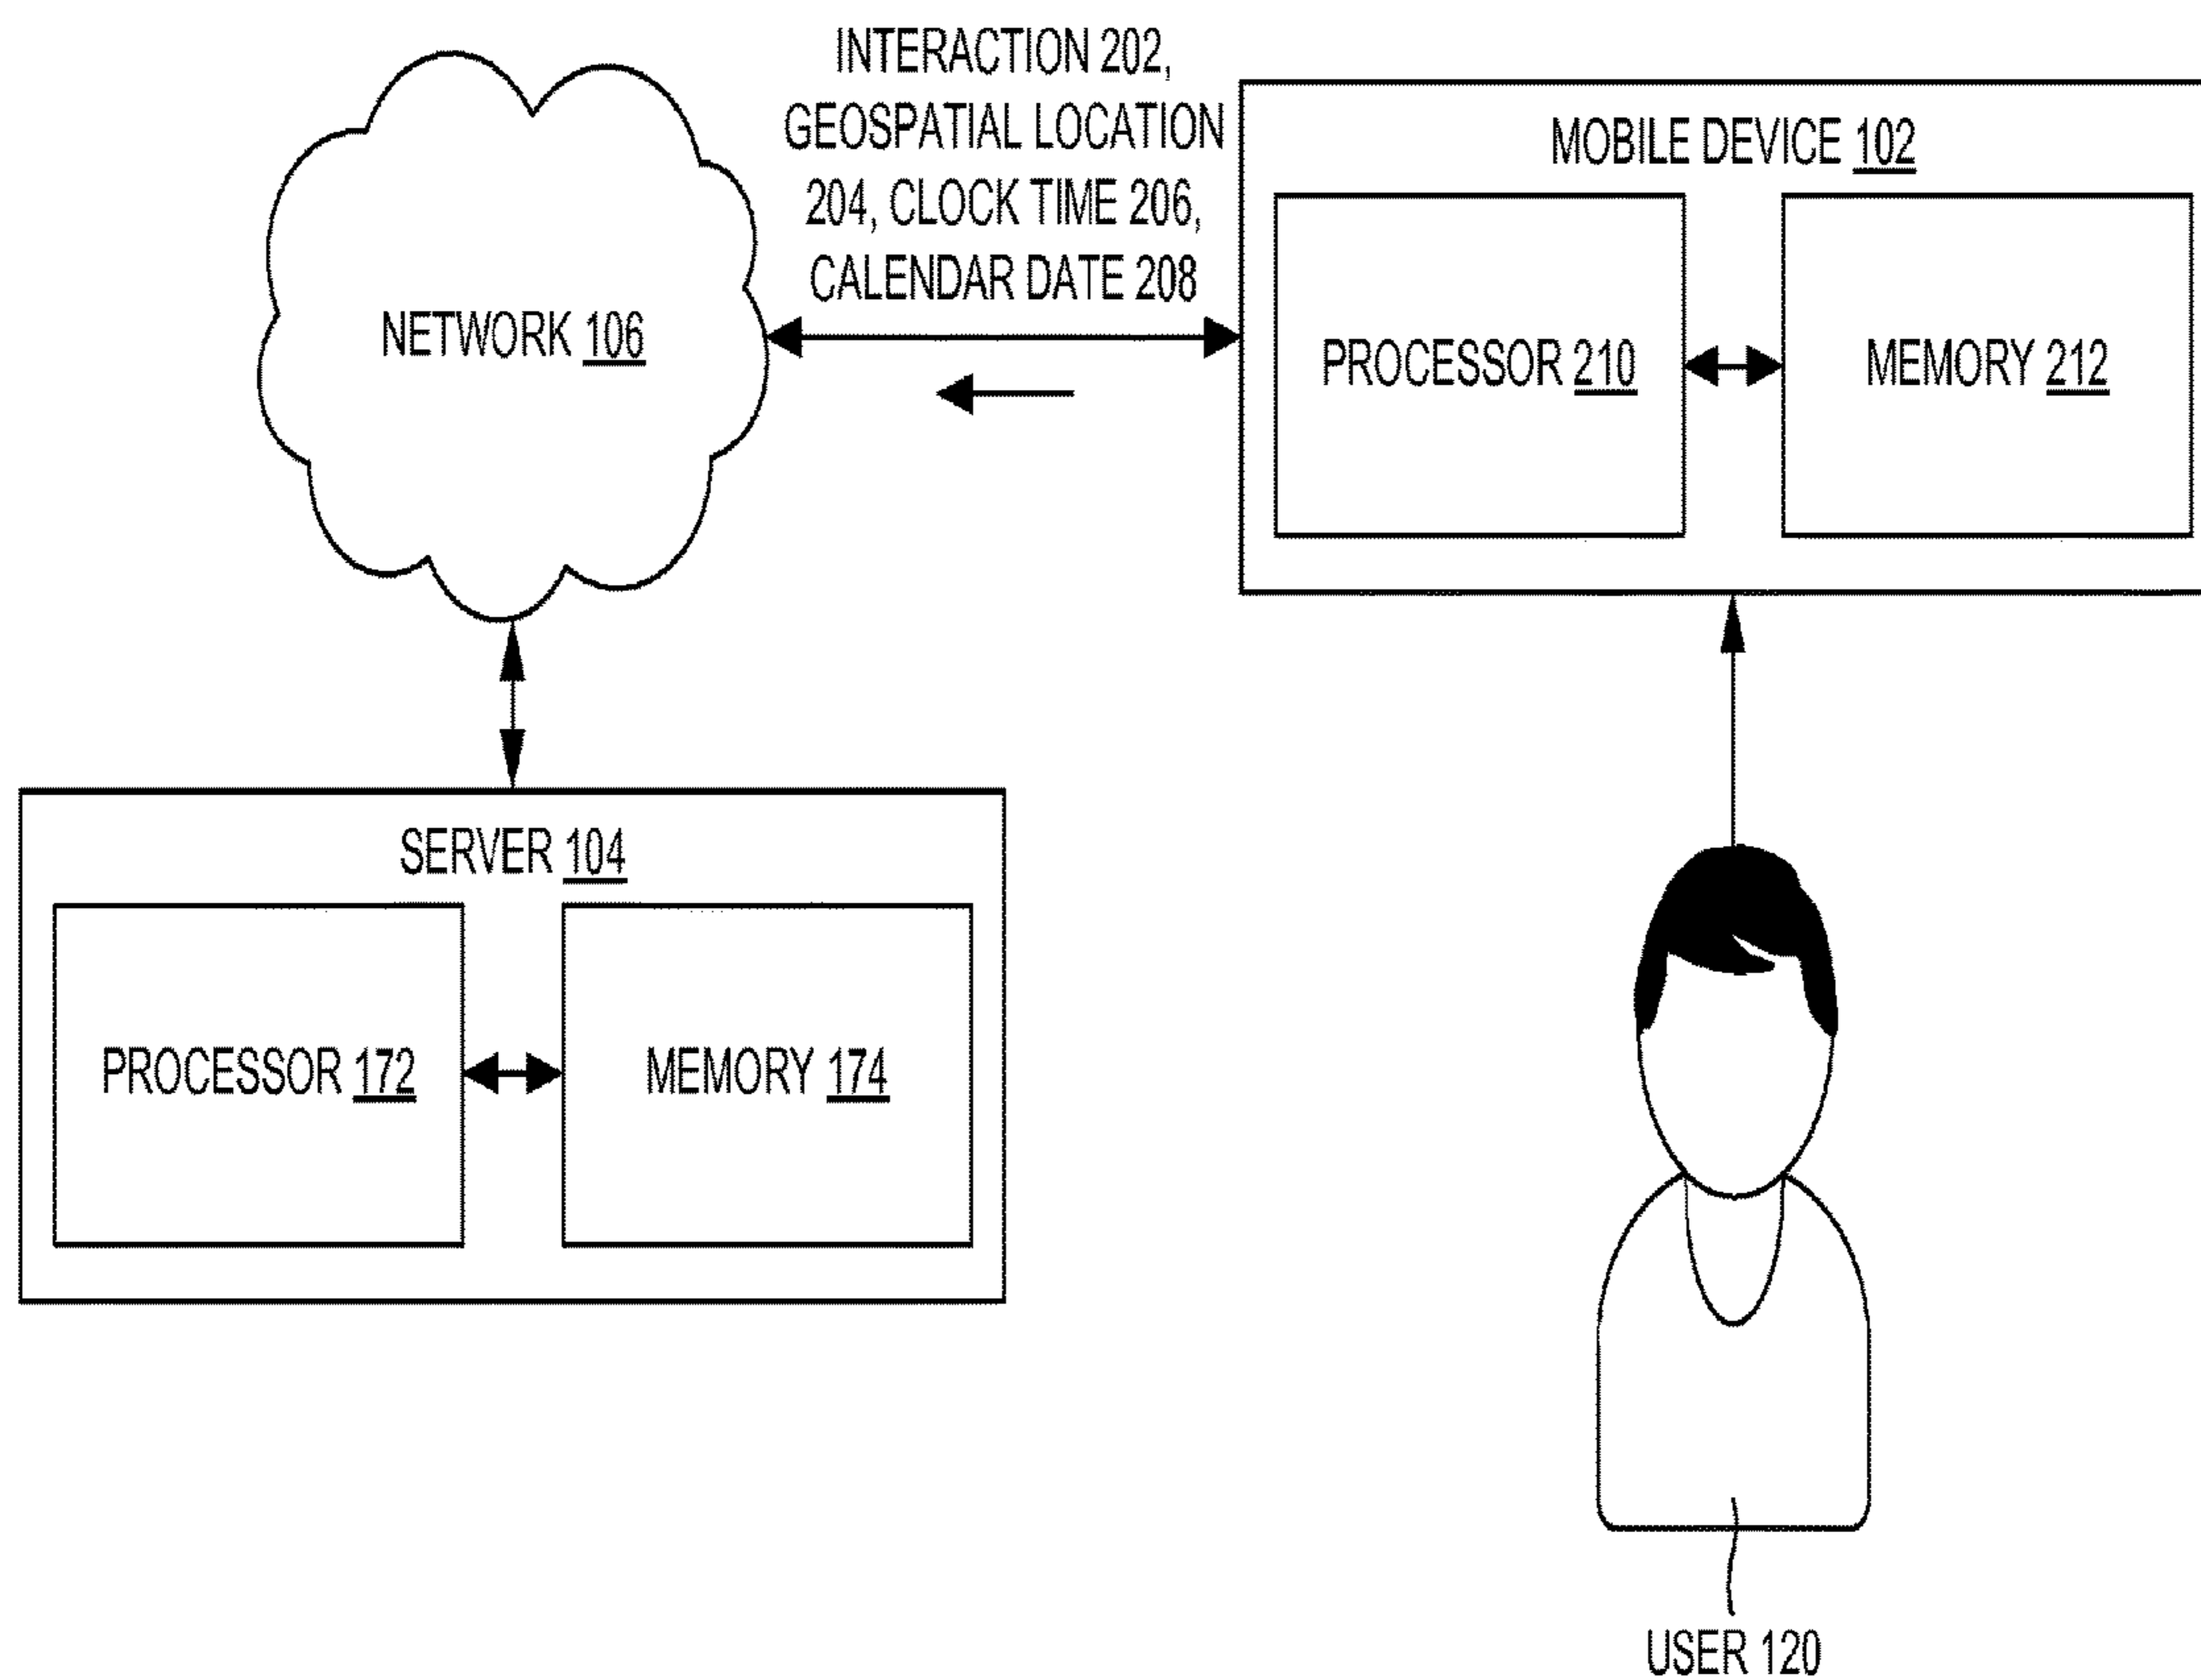 INTERACTION 202,
GEOSPATIAL LOCATION
204, CLOCK TIME 206,
CALENDAR DATE 208
NETWORK 106
MOBILE DEVICE 102
PROCESSOR 210
MEMORY 212
SERVER 104
PROCESSOR 172
MEMORY 174
USER 120